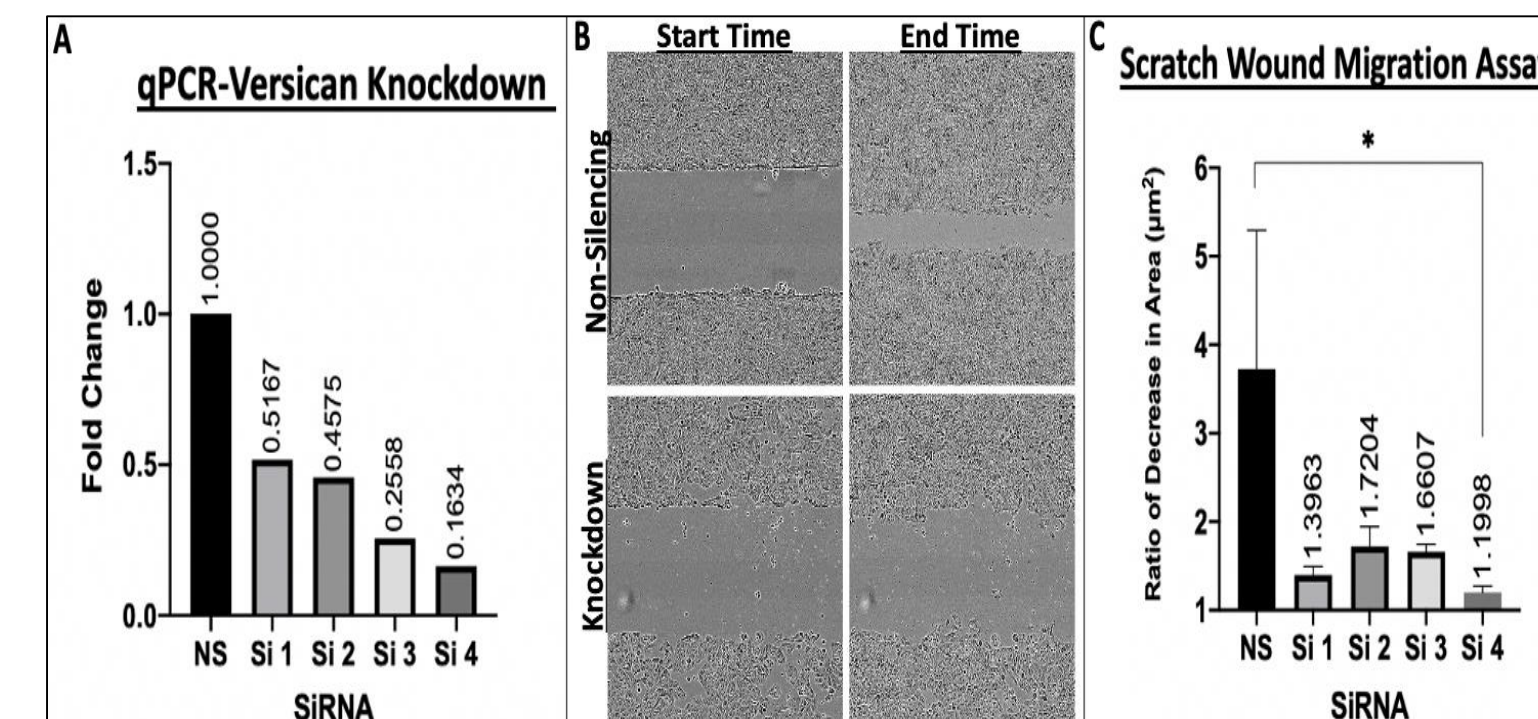 A
qPCR-Versican Knockdown
Fold Change
1.5
1.0
0.5
0.0
1.0000
0.5167
0.4575
0.2558
0.1634
NS Si 1 Si 2 Si 3 Si 4
SiRNA
B
Start Time End Time
Non-Silencing
Knockdown
C
Scratch Wound Migration Assa
*
Ratio of Decrease in Area (µm²)
6
5
4
3
2
1
1.3963
1.7204
1.6607
1.1998
NS Si 1 Si 2 Si 3 Si 4
SiRNA